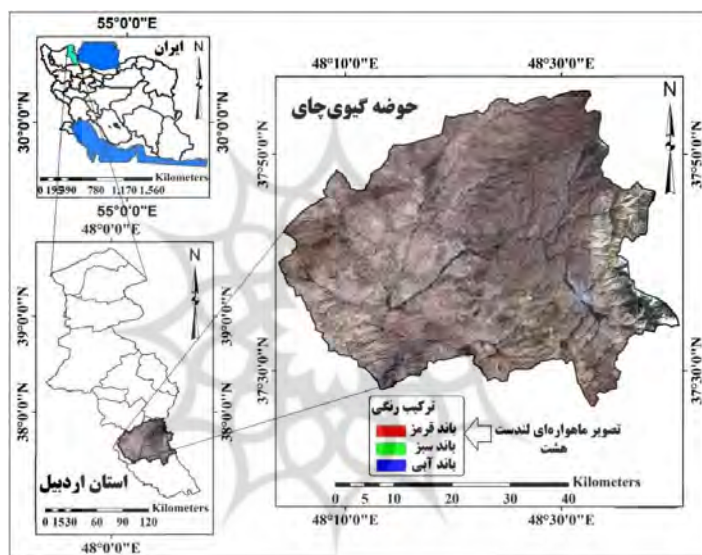 55°0'0"E
ایران
N
30°0'0"N
30°0'0"N
Kilometers
0 195390 780 1,170 1,560
55°0'0"E
48°0'0"E
N
39°0'0"N
39°0'0"N
38°0'0"N
38°0'0"N
استان اردبیل
Kilometers
0 1530 60 90 120
48°0'0"E
48°10'0"E 48°30'0"E
حوضه گیوی‌چای
N
37°50'0"N
37°50'0"N
37°30'0"N
37°30'0"N
ترکیب رنگی
باند قرمز
باند سبز
باند آبی
تصویر ماهواره‌ای لندست
هشت
Kilometers
0 5 10 20 30 40
48°10'0"E 48°30'0"E